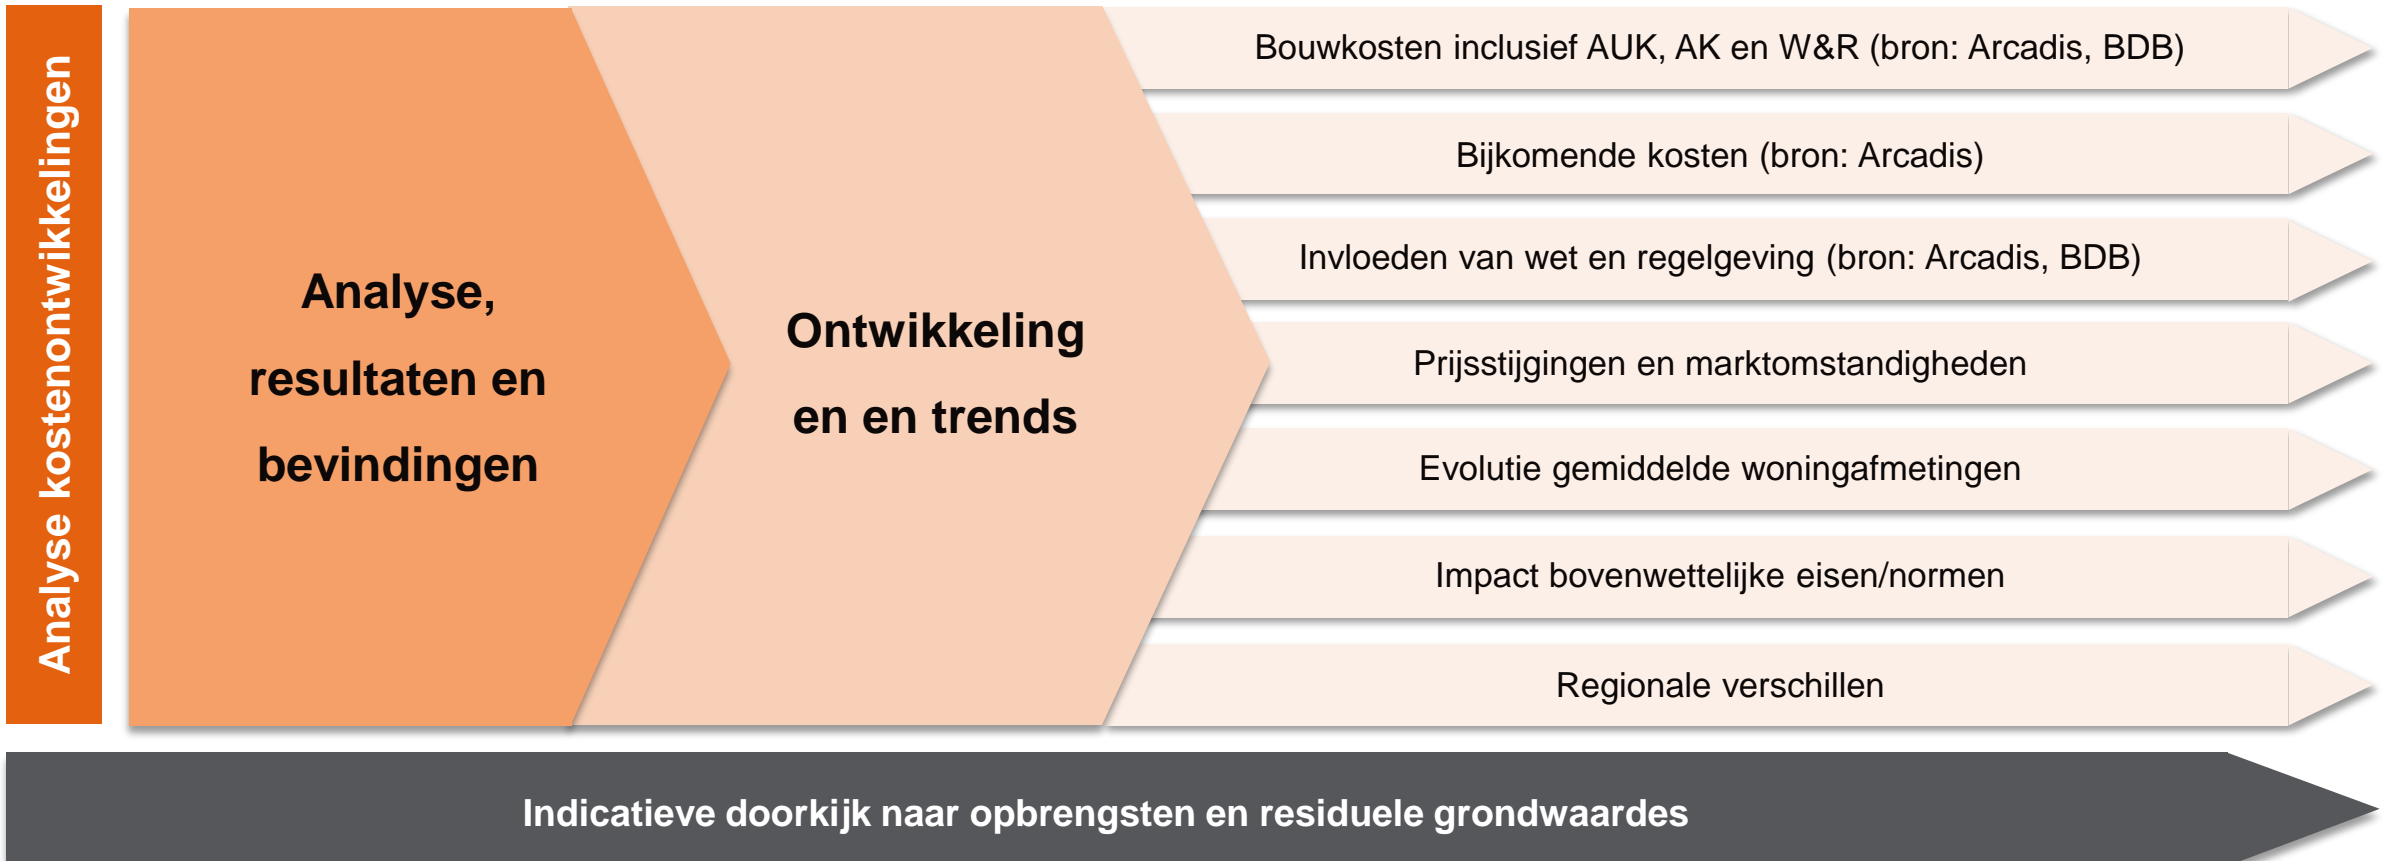 Analyse kostenontwikkelingen
Analyse,
resultaten en
bevindingen
Ontwikkeling
en en trends
Bouwkosten inclusief AUK, AK en W&R (bron: Arcadis, BDB)
Bijkomende kosten (bron: Arcadis)
Invloeden van wet en regelgeving (bron: Arcadis, BDB)
Prijsstijgingen en marktomstandigheden
Evolutie gemiddelde woningafmetingen
Impact bovenwettelijke eisen/normen
Regionale verschillen
Indicatieve doorkijk naar opbrengsten en residuele grondwaardes